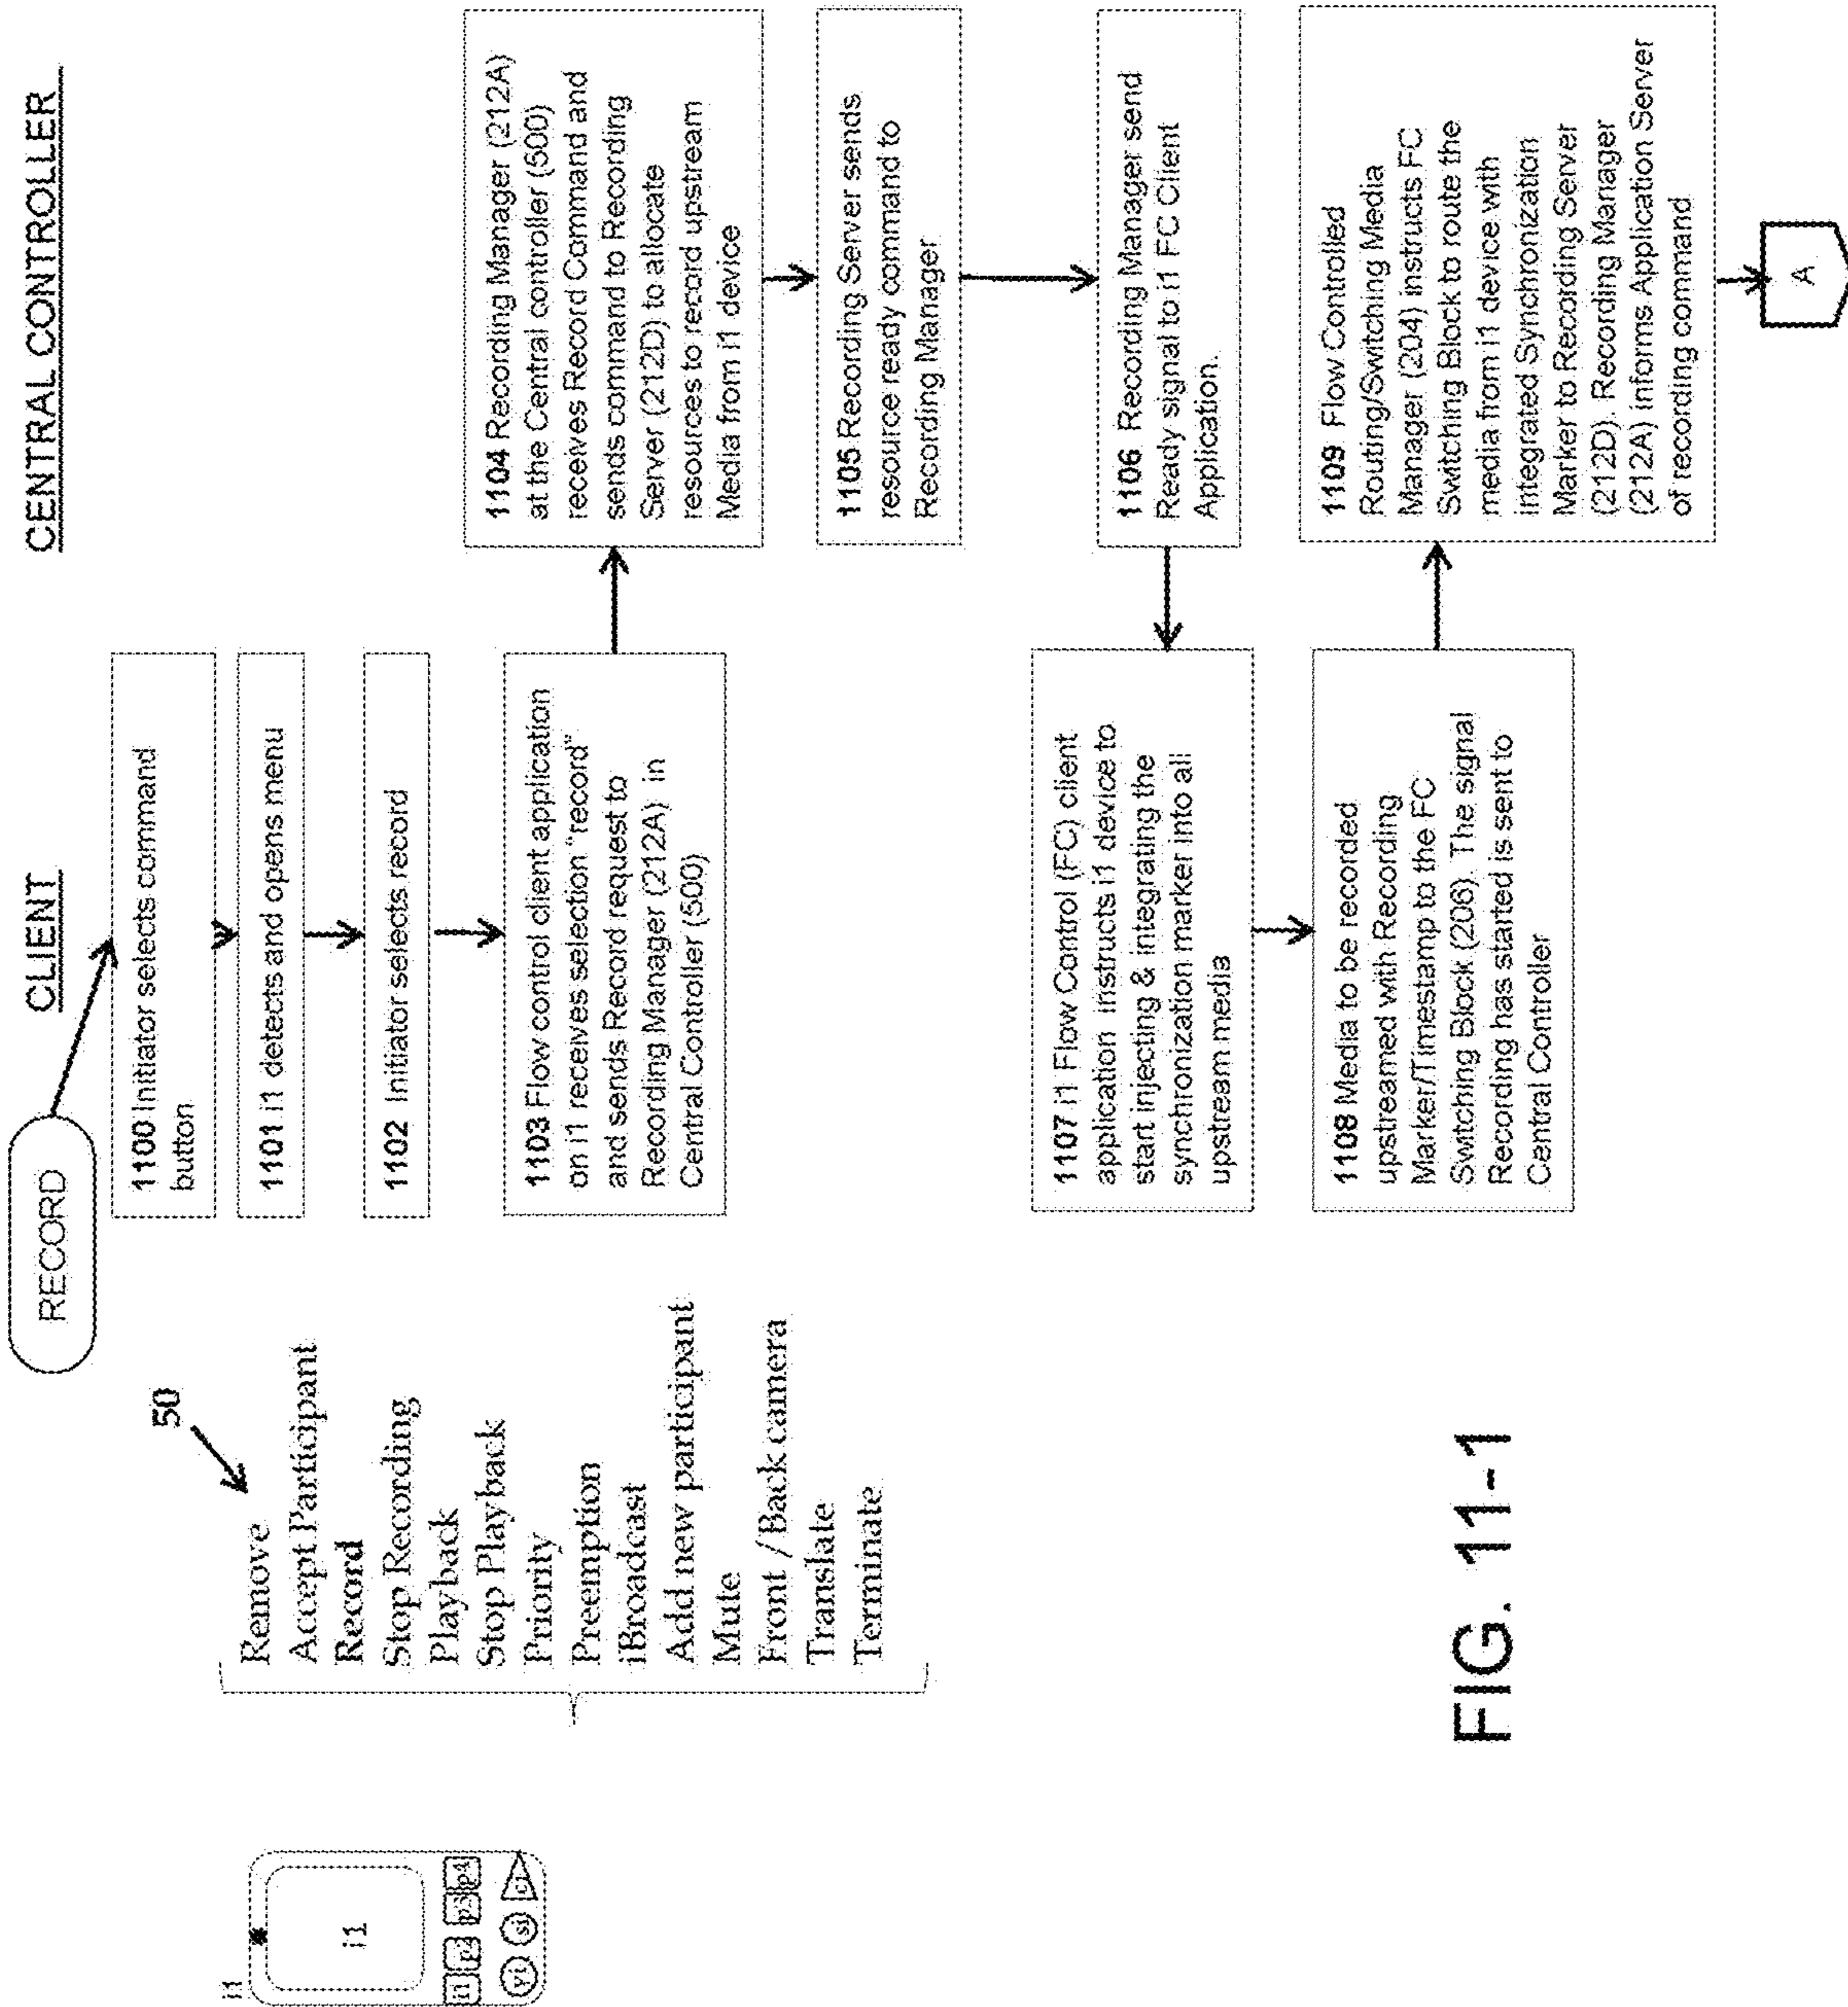 CLIENT
CENTRAL CONTROLLER
RECORD
1100 Initiator selects command
button
1101 i1 detects and opens menu
1102 Initiator selects record
1103 Flow control client application
on i1 receives selection "record"
and sends Record request to
Recording Manager (212A) in
Central Controller (500)
1104 Recording Manager (212A)
at the Central controller (500)
receives Record Command and
sends command to Recording
Server (212D) to allocate
resources to record upstream
Media from i1 device
1105 Recording Server sends
resource ready command to
Recording Manager
1106 Recording Manager send
Ready signal to i1 FC Client
Application.
1107 i1 Flow Control (FC) client
application instructs i1 device to
start injecting & integrating the
synchronization marker into all
upstream media
1108 Media to be recorded
upstreamed with Recording
Marker/Timestamp to the FC
Switching Block (206). The signal
Recording has started is sent to
Central Controller
1109 Flow Controlled
Routing/Switching Media
Manager (204) instructs FC
Switching Block to route the
media from i1 device with
integrated Synchronization
Marker to Recording Server
(212D). Recording Manager
(212A) informs Application Server
of recording command
A
50
Remove
Accept Participant
Record
Stop Recording
Playback
Stop Playback
Priority
Preemption
iBroadcast
Add new participant
Mute
Front / Back camera
Translate
Terminate
i1
i1
i1 p2 p3 p4
yi si ci
FIG. 11-1